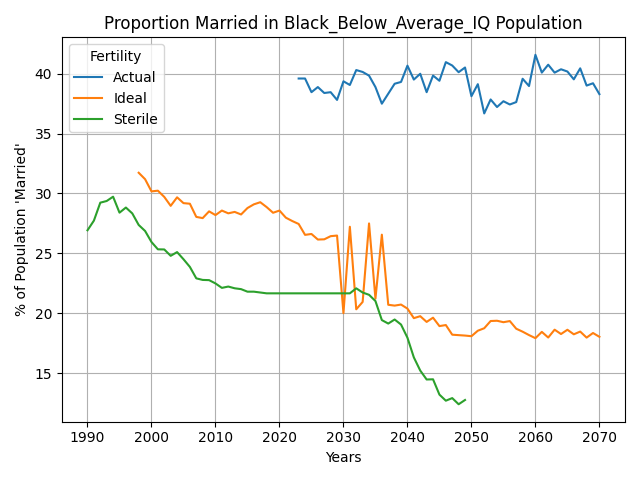 Proportion Married in Black_Below_Average_IQ Population
Fertility
Actual
Ideal
Sterile
% of Population 'Married'
40
35
30
25
20
15
1990 2000 2010 2020 2030 2040 2050 2060 2070
Years